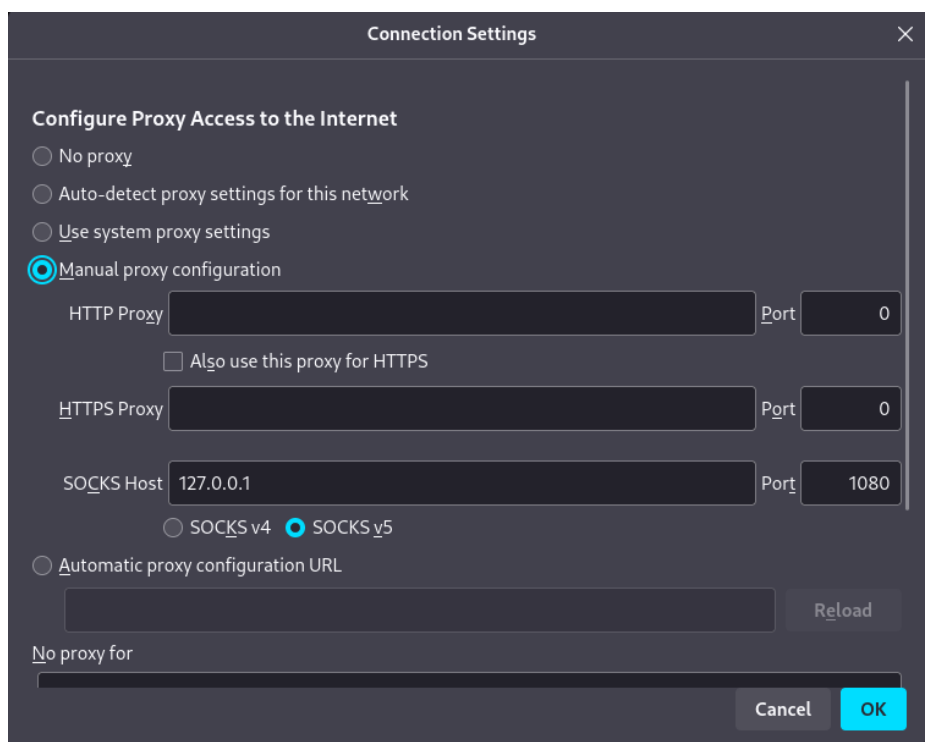 Connection Settings
Configure Proxy Access to the Internet
No proxy
Auto-detect proxy settings for this network
Use system proxy settings
Manual proxy configuration
HTTP Proxy Port 0
Also use this proxy for HTTPS
HTTPS Proxy Port 0
SOCKS Host 127.0.0.1 Port 1080
SOCKS v4 SOCKS v5
Automatic proxy configuration URL
Reload
No proxy for
Cancel OK